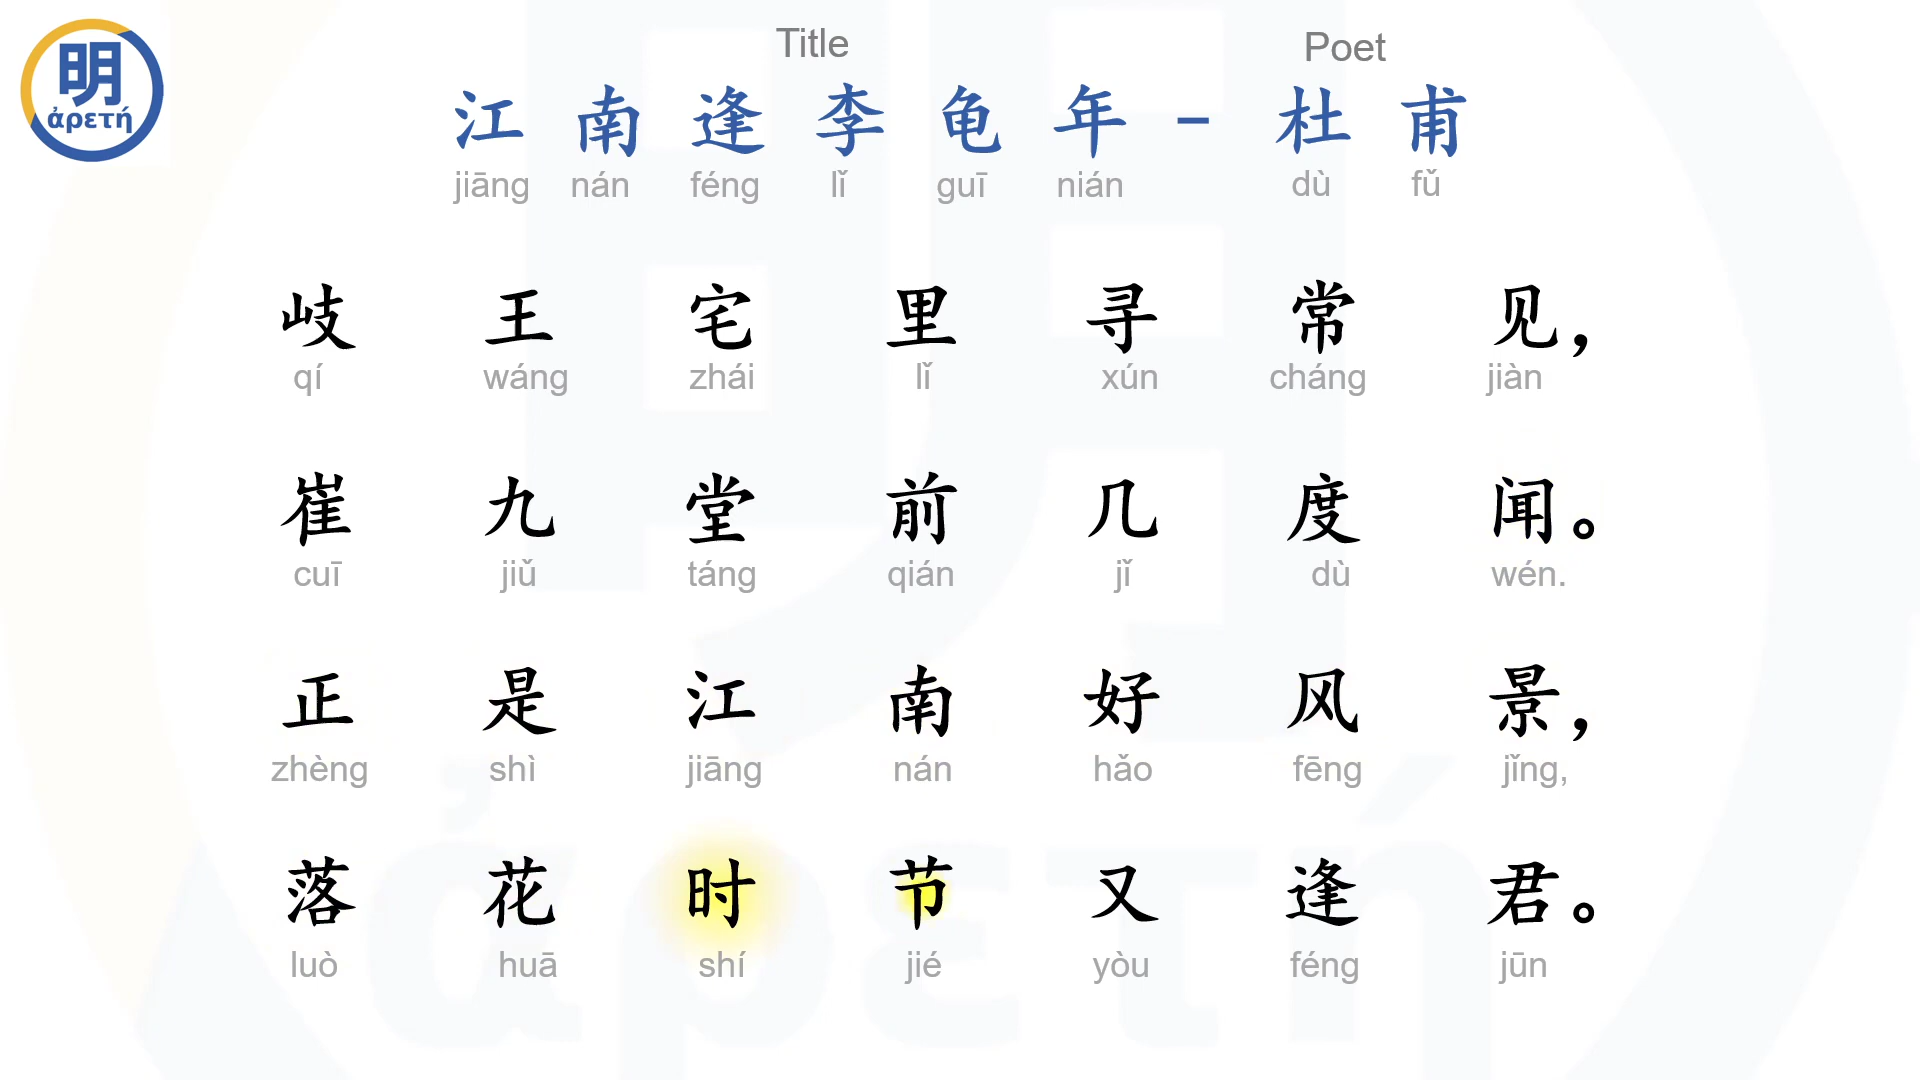 明
ἀρετή
Title Poet
江南逢李龟年-杜甫
jiāng nán féng lǐ guī nián dù fǔ
岐王宅里寻常见，
qí wáng zhái lǐ xún cháng jiàn
崔九堂前几度闻。
cuī jiǔ táng qián jǐ dù wén.
正是江南好风景，
zhèng shì jiāng nán hǎo fēng jǐng,
落花时节又逢君。
luò huā shí jié yòu féng jūn